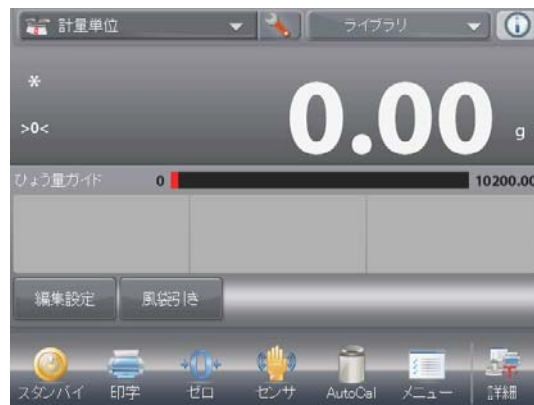 計量単位 ライブラリ
*
0.00 g
>0<
ひょう量ガイド 0 10200.00
編集設定 風袋引き
スタンバイ 印字 ゼロ センサ AutoCal メニュー 詳細